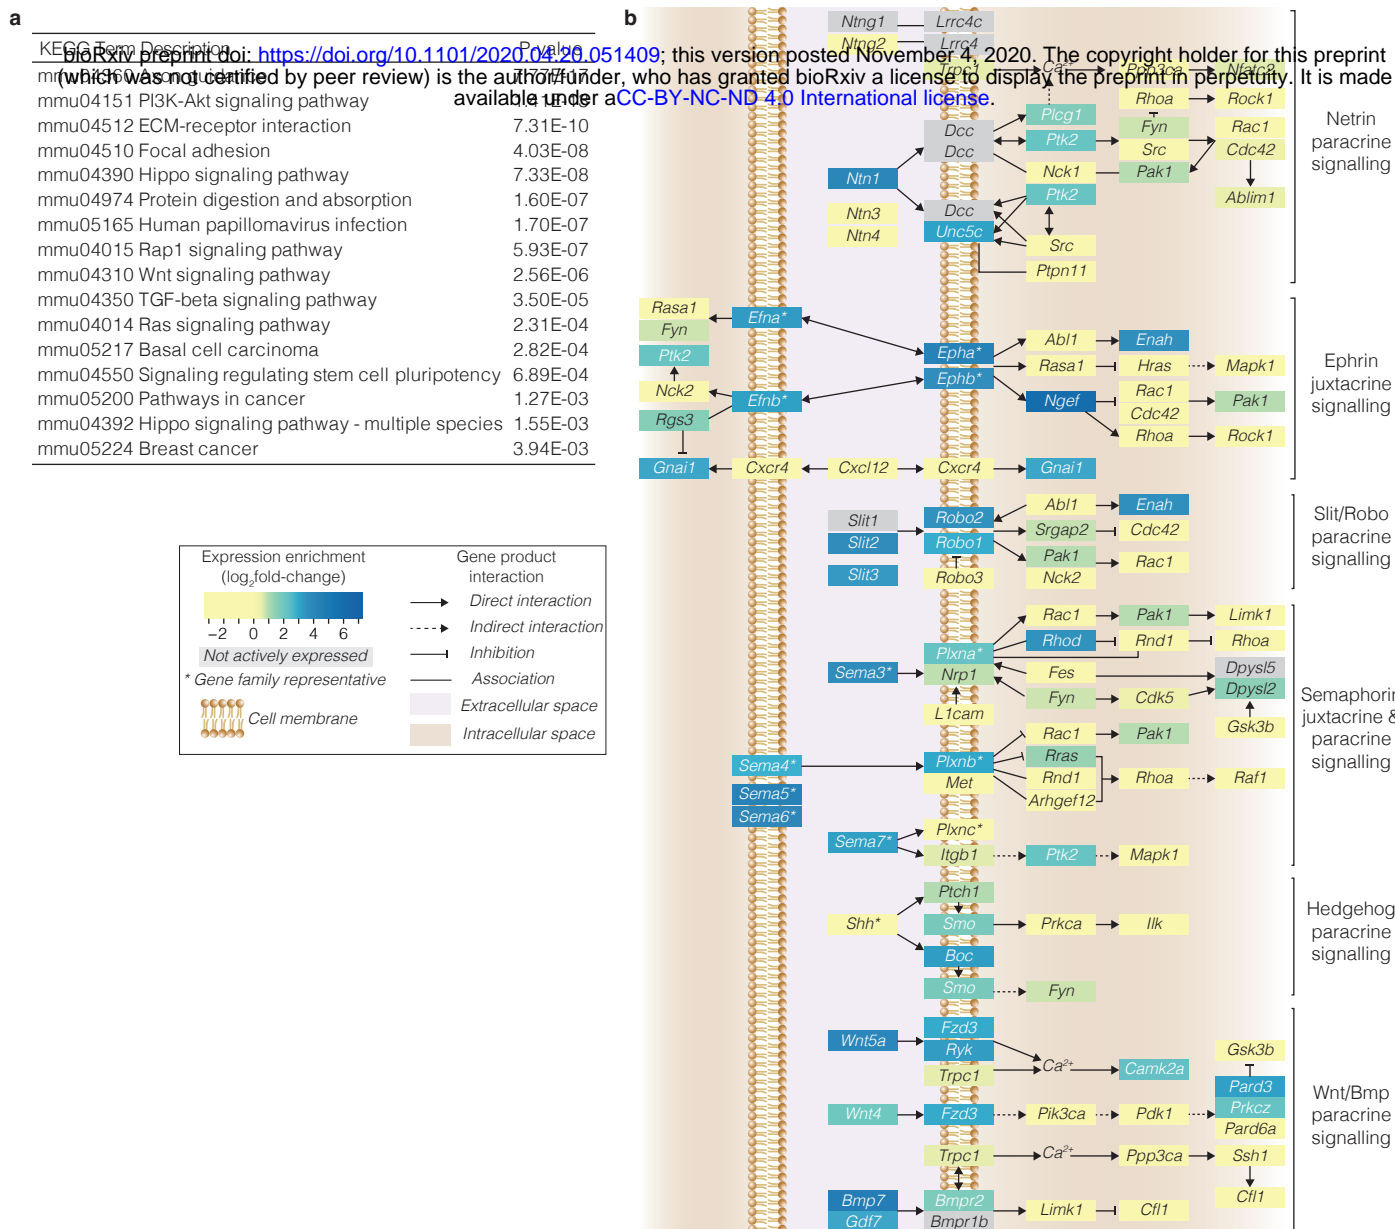 a
KEGG Term Description P-value
bioRxiv preprint doi: https://doi.org/10.1101/2020.04.26.051409; this version posted November 4, 2020. The copyright holder for this preprint
(which was not certified by peer review) is the author/funder, who has granted bioRxiv a license to display the preprint in perpetuity. It is made
available under aCC-BY-NC-ND 4.0 International license.
mmu04360 Axon guidance
mmu04151 PI3K-Akt signaling pathway
mmu04512 ECM-receptor interaction 7.31E-10
mmu04510 Focal adhesion 4.03E-08
mmu04390 Hippo signaling pathway 7.33E-08
mmu04974 Protein digestion and absorption 1.60E-07
mmu05165 Human papillomavirus infection 1.70E-07
mmu04015 Rap1 signaling pathway 5.93E-07
mmu04310 Wnt signaling pathway 2.56E-06
mmu04350 TGF-beta signaling pathway 3.50E-05
mmu04014 Ras signaling pathway 2.31E-04
mmu05217 Basal cell carcinoma 2.82E-04
mmu04550 Signaling regulating stem cell pluripotency 6.89E-04
mmu05200 Pathways in cancer 1.27E-03
mmu04392 Hippo signaling pathway - multiple species 1.55E-03
mmu05224 Breast cancer 3.94E-03
Expression enrichment
(log2fold-change)
−2 0 2 4 6
Not actively expressed
* Gene family representative
Cell membrane
Gene product
interaction
Direct interaction
Indirect interaction
Inhibition
Association
Extracellular space
Intracellular space
b
Ntng1 Lrrc4c
Ntng2 Lrrc4
Trpc1 Ca2+ Ppp3ca Nfatc2
Rhoa Rock1
Plcg1
Dcc Fyn Rac1
Ptk2 Src Cdc42
Dcc
Nck1 Pak1
Ntn1
Ptk2 Ablim1
Ntn3 Dcc
Ntn4 Unc5c
Src
Ptpn11
Netrin
paracrine
signalling
Rasa1 Efna*
Fyn
Ptk2
Nck2 Efnb*
Rgs3
Gnai1 Cxcr4 Cxcl12 Cxcr4 Gnai1
Epha* Abl1 Enah
Ephb* Rasa1 Hras Mapk1
Ngef Rac1 Pak1
Cdc42
Rhoa Rock1
Ephrin
juxtacrine
signalling
Slit1 Robo2 Abl1 Enah
Slit2 Robo1 Srgap2 Cdc42
Slit3 Pak1 Rac1
Robo3 Nck2
Slit/Robo
paracrine
signalling
Rac1 Pak1 Limk1
Rhod Rnd1 Rhoa
Plxna*
Sema3* Nrp1 Fes Dpysl5
Fyn Cdk5 Dpysl2
L1cam Gsk3b
Rac1 Pak1
Sema4* Plxnb* Rras
Met Rnd1 Rhoa Raf1
Sema5* Arhgef12
Sema6*
Sema7* Plxnc*
Itgb1 Ptk2 Mapk1
juxtacrine &
paracrine
signalling
Ptch1
Shh* Smo Prkca Ilk
Boc
Smo Fyn
Hedgehog
paracrine
signalling
Wnt5a Fzd3
Ryk Gsk3b
Trpc1 Ca2+ Camk2a
Pard3
Wnt4 Fzd3 Pik3ca Pdk1 Prkcz
Pard6a
Trpc1 Ca2+ Ppp3ca Ssh1
Bmp7 Bmpr2 Limk1 Cfl1 Cfl1
Gdf7 Bmpr1b
Wnt/Bmp
paracrine
signalling